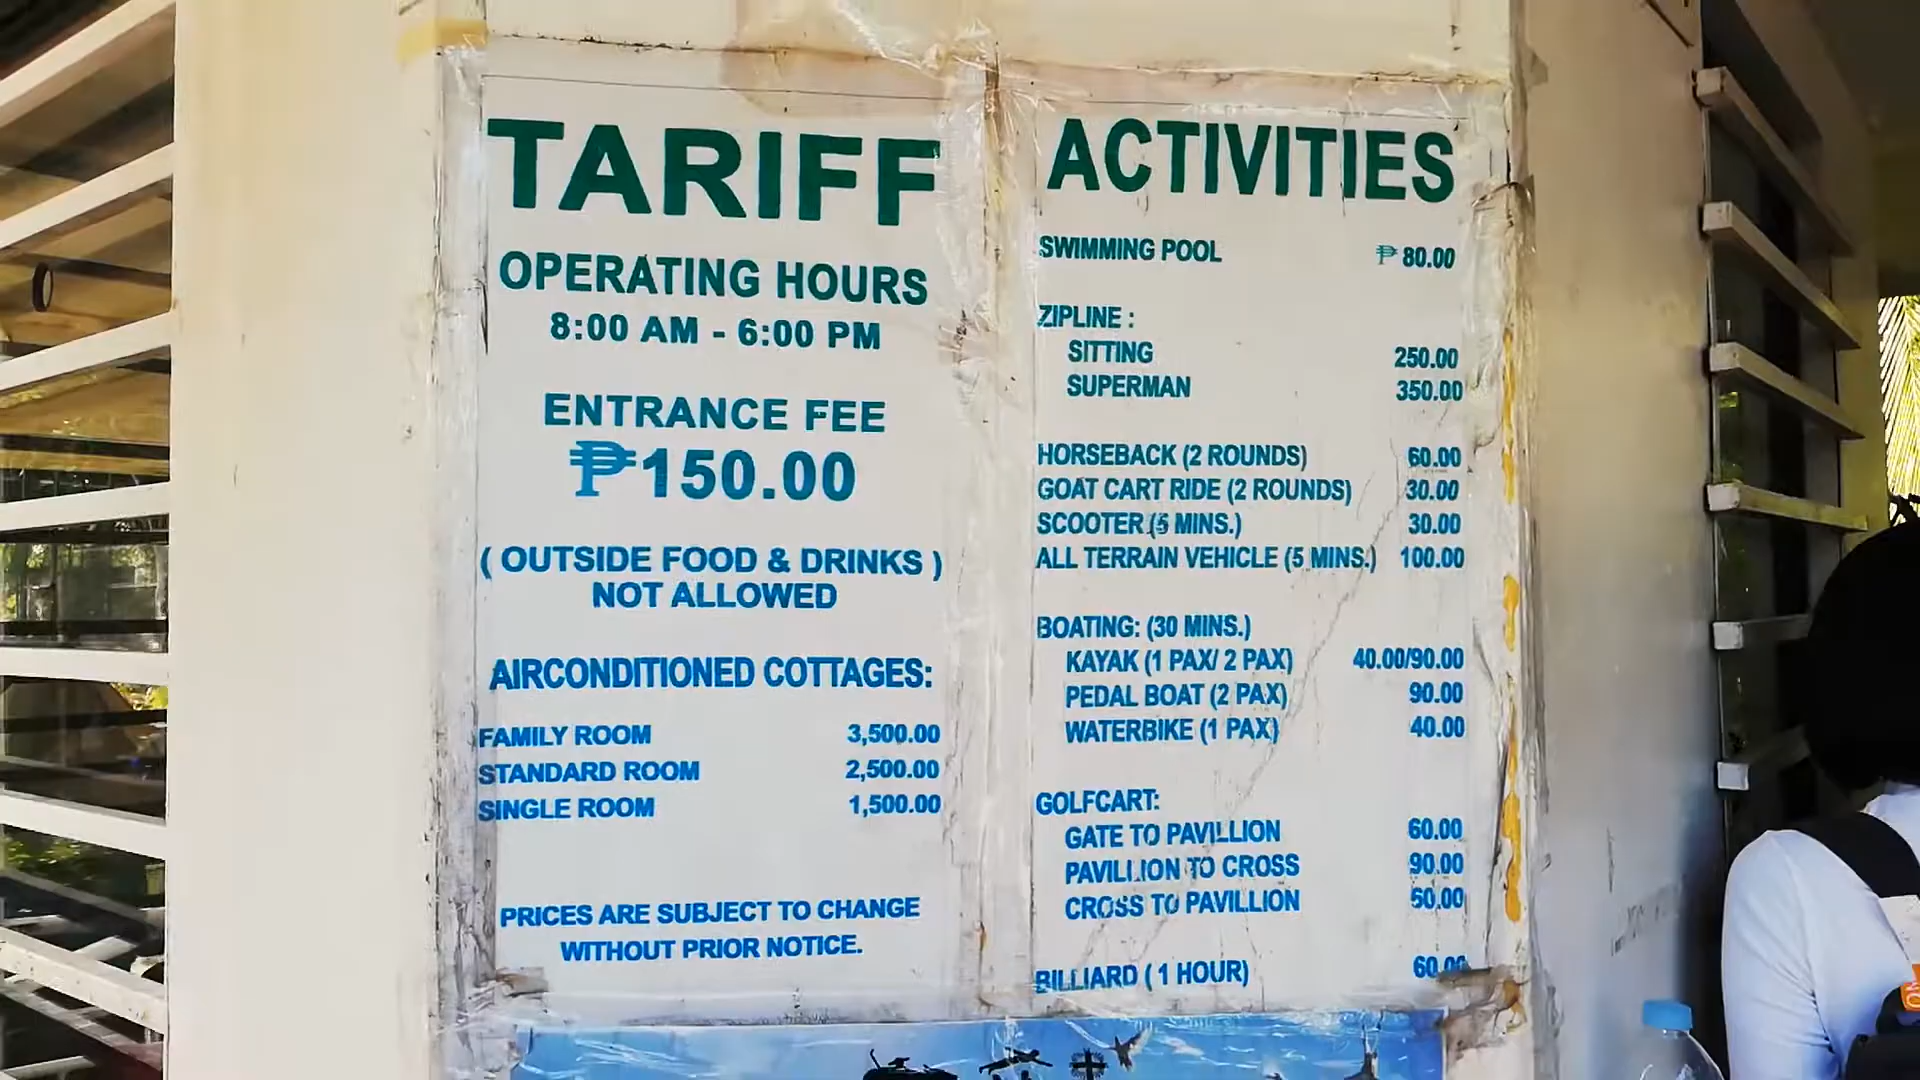 TARIFF
OPERATING HOURS
8:00 AM - 6:00 PM
ENTRANCE FEE
₱150.00
( OUTSIDE FOOD & DRINKS )
NOT ALLOWED
AIRCONDITIONED COTTAGES:
FAMILY ROOM 3,500.00
STANDARD ROOM 2,500.00
SINGLE ROOM 1,500.00
PRICES ARE SUBJECT TO CHANGE
WITHOUT PRIOR NOTICE.
ACTIVITIES
SWIMMING POOL ₱ 80.00
ZIPLINE :
SITTING 250.00
SUPERMAN 350.00
HORSEBACK (2 ROUNDS) 60.00
GOAT CART RIDE (2 ROUNDS) 30.00
SCOOTER (5 MINS.) 30.00
ALL TERRAIN VEHICLE (5 MINS.) 100.00
BOATING: (30 MINS.)
KAYAK (1 PAX/ 2 PAX) 40.00/90.00
PEDAL BOAT (2 PAX) 90.00
WATERBIKE (1 PAX) 40.00
GOLFCART:
GATE TO PAVILLION 60.00
PAVILLION TO CROSS 90.00
CROSS TO PAVILLION 50.00
BILLIARD ( 1 HOUR) 60.00